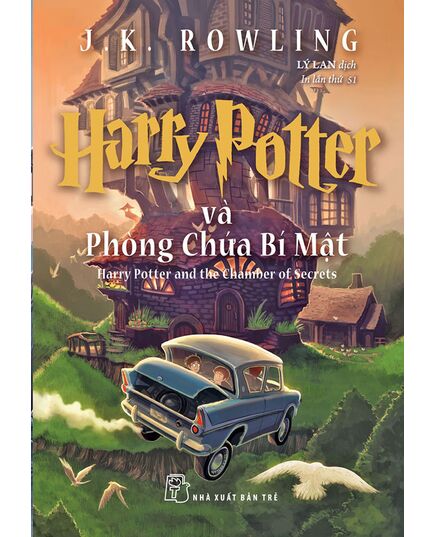 J.K. ROWLING
LÝ LAN dịch
In lần thứ 51
Harry Potter
và
Phòng Chứa Bí Mật
Harry Potter and the Chamber of Secrets
NHÀ XUẤT BẢN TRẺ